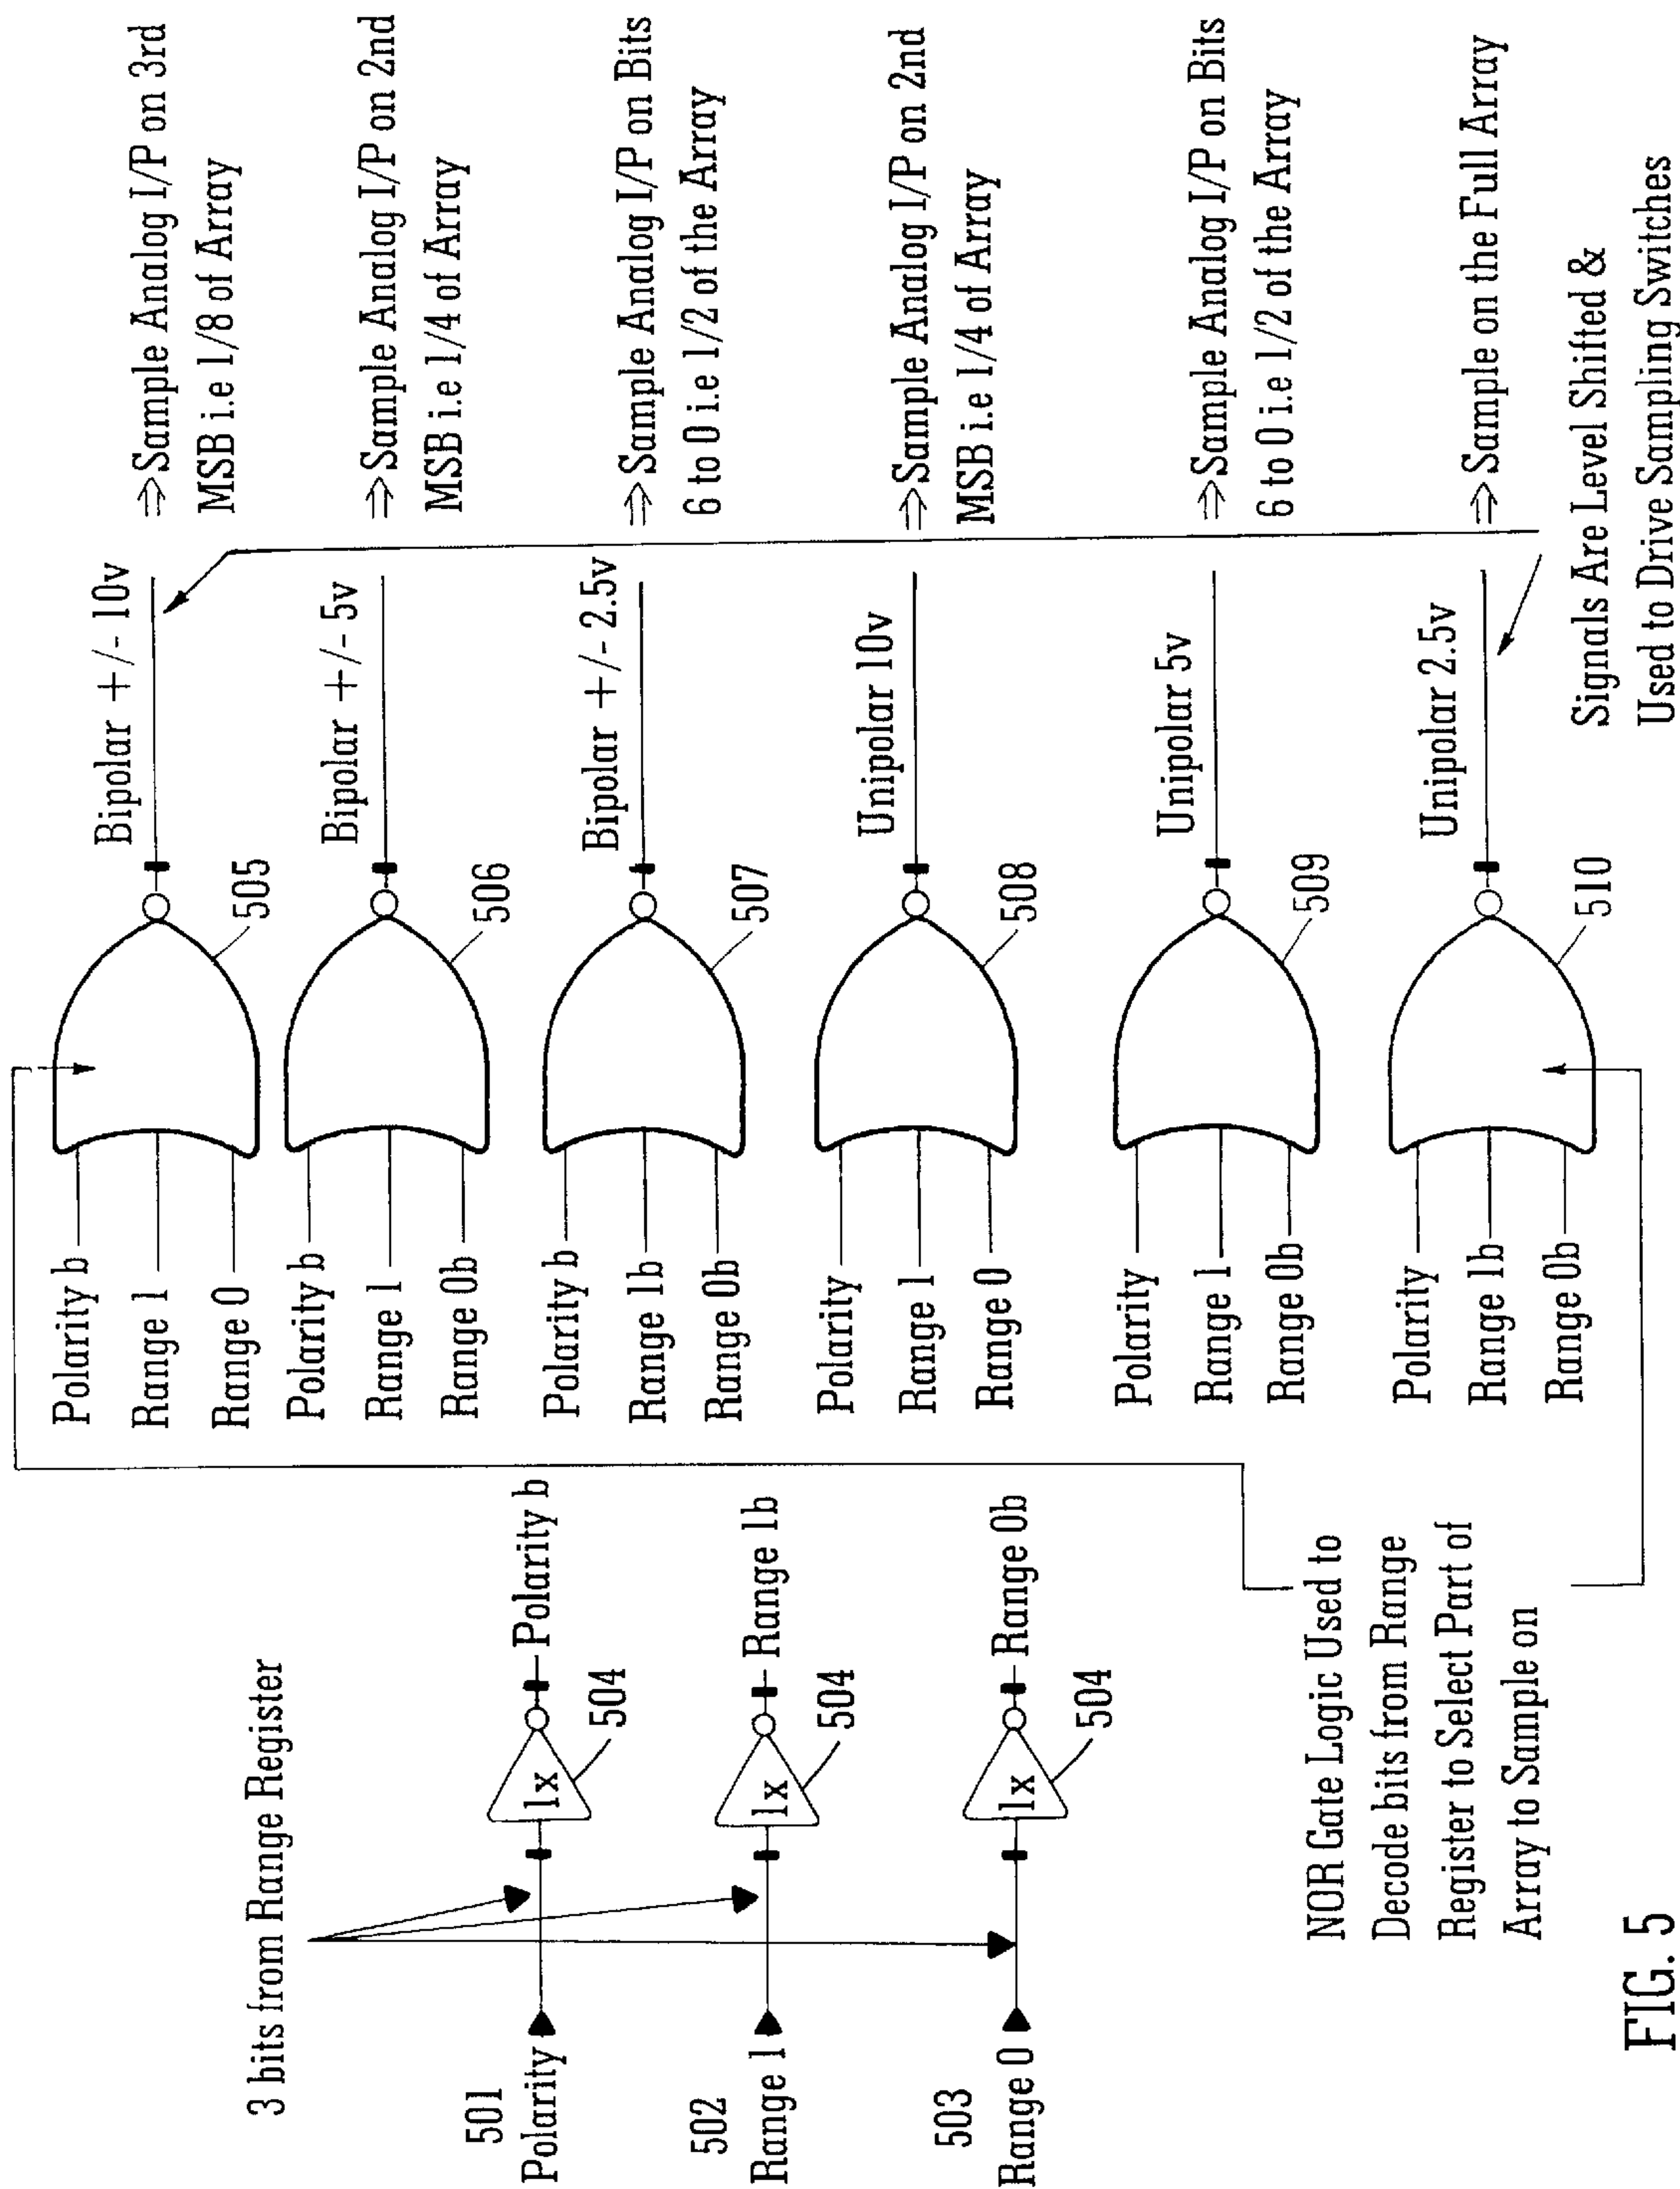 3 bits from Range Register
501
Polarity
504
1x
Polarity b
502
Range 1
504
1x
Range 1b
503
Range 0
504
1x
Range 0b
NOR Gate Logic Used to
Decode bits from Range
Register to Select Part of
Array to Sample on
Polarity b
Range 1
Range 0
505
Bipolar +/- 10v
⇒ Sample Analog I/P on 3rd
MSB i.e 1/8 of Array
Polarity b
Range 1
Range 0b
506
Bipolar +/- 5v
⇒ Sample Analog I/P on 2nd
MSB i.e 1/4 of Array
Polarity b
Range 1b
Range 0b
507
Bipolar +/- 2.5v
⇒ Sample Analog I/P on Bits
6 to 0 i.e 1/2 of the Array
Polarity
Range 1
Range 0
508
Unipolar 10v
⇒ Sample Analog I/P on 2nd
MSB i.e 1/4 of Array
Polarity
Range 1
Range 0b
509
Unipolar 5v
⇒ Sample Analog I/P on Bits
6 to 0 i.e 1/2 of the Array
Polarity
Range 1b
Range 0b
510
Unipolar 2.5v
⇒ Sample on the Full Array
Signals Are Level Shifted &
Used to Drive Sampling Switches
FIG. 5